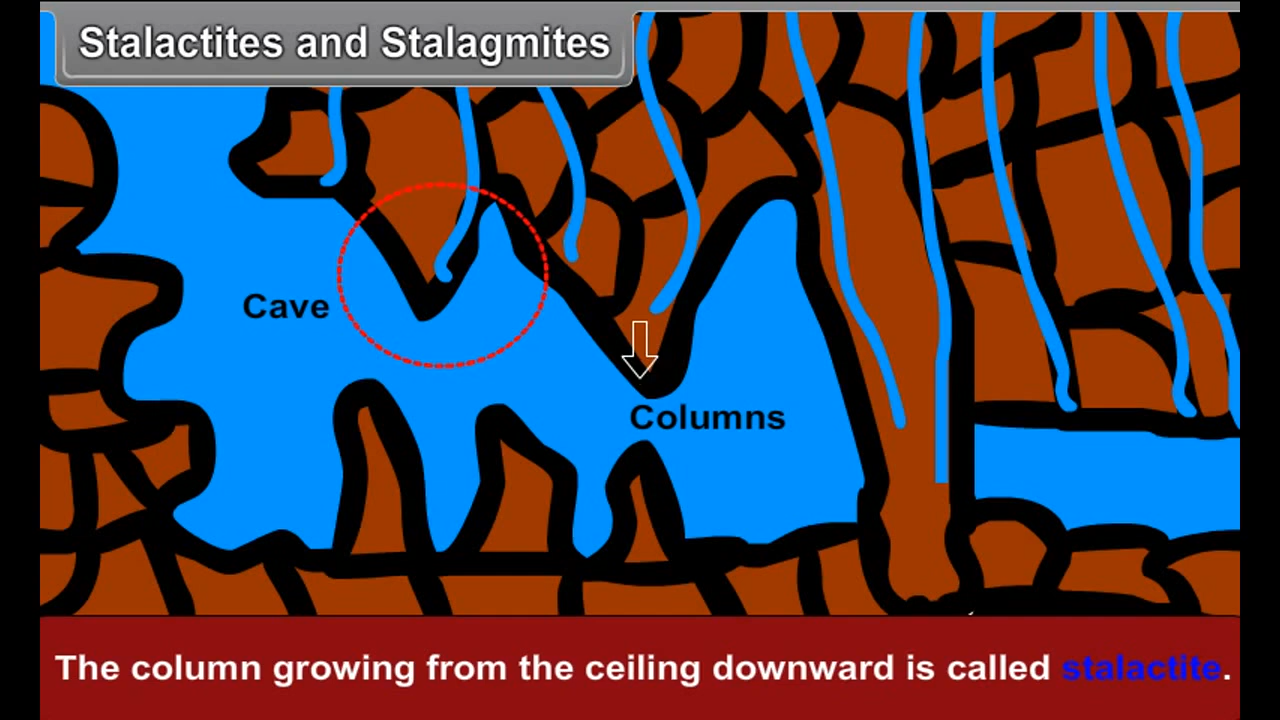 Stalactites and Stalagmites
Cave
Columns
The column growing from the ceiling downward is called stalactite.